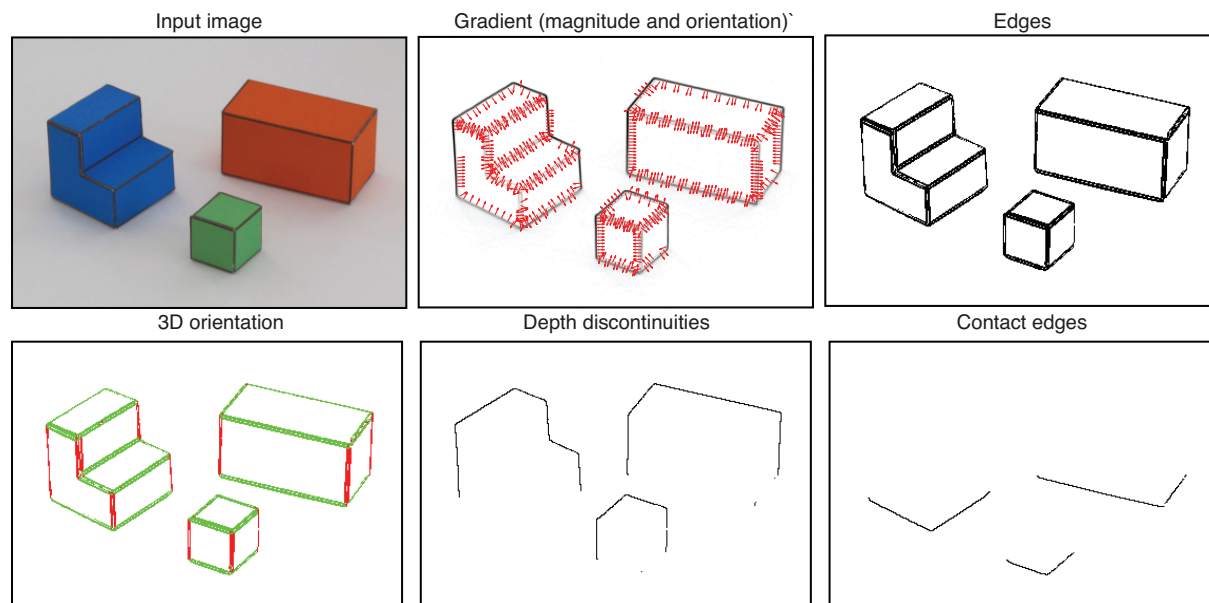 Input image
Gradient (magnitude and orientation)`
Edges
3D orientation
Depth discontinuities
Contact edges